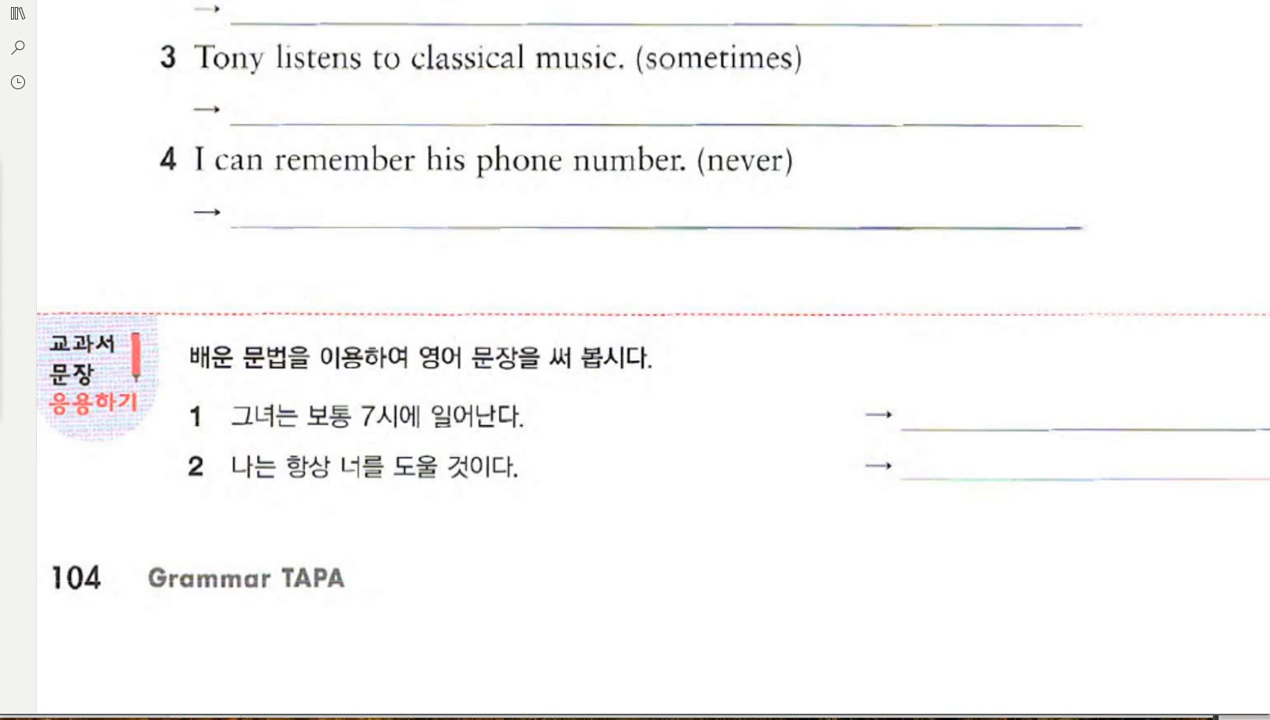 →
3 Tony listens to classical music. (sometimes)
→
4 I can remember his phone number. (never)
→
교과서
문장
응용하기
배운 문법을 이용하여 영어 문장을 써 봅시다.
1 그녀는 보통 7시에 일어난다. →
2 나는 항상 너를 도울 것이다. →
104 Grammar TAPA